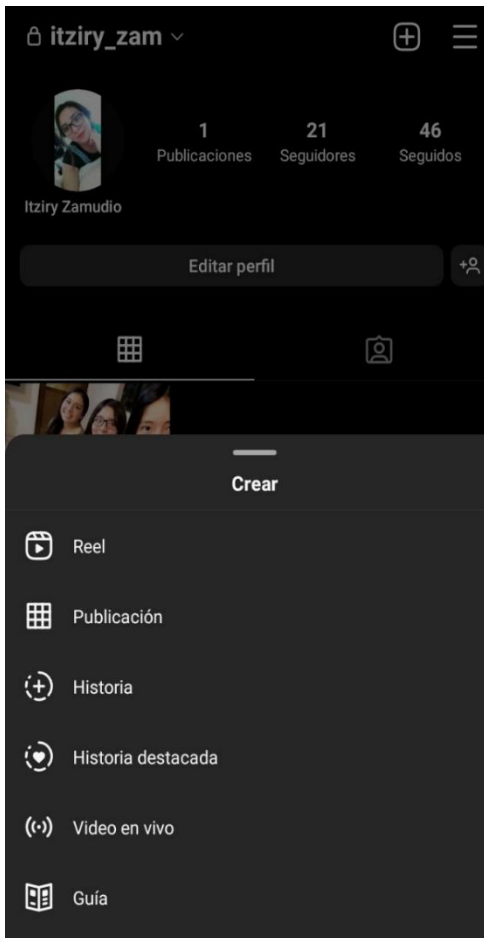 itziry_zam
1 21 46
Publicaciones Seguidores Seguidos
Itziry Zamudio
Editar perfil
Crear
Reel
Publicación
Historia
Historia destacada
Video en vivo
Guía